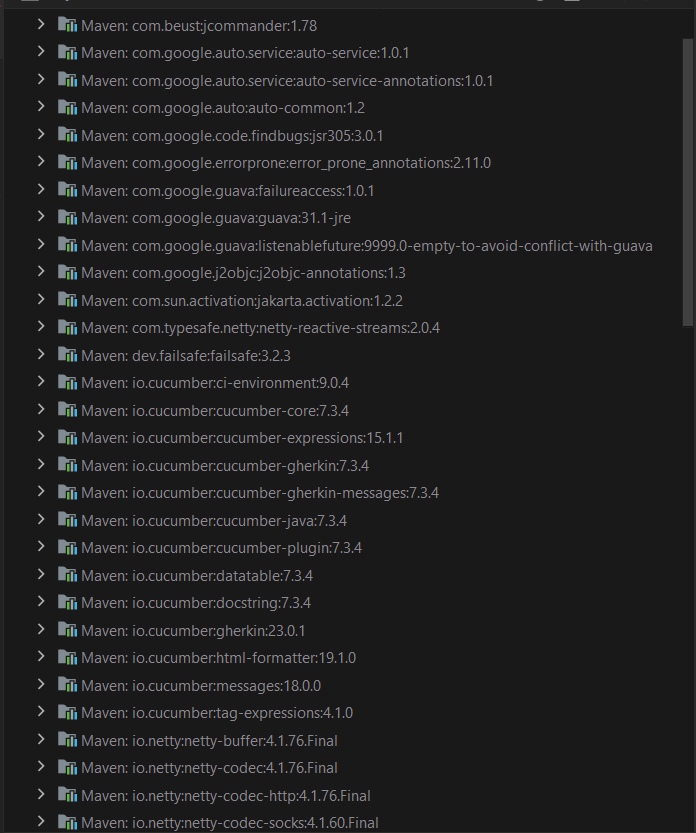 Maven: com.beust:jcommander:1.78
Maven: com.google.auto.service:auto-service:1.0.1
Maven: com.google.auto.service:auto-service-annotations:1.0.1
Maven: com.google.auto:auto-common:1.2
Maven: com.google.code.findbugs:jsr305:3.0.1
Maven: com.google.errorprone:error_prone_annotations:2.11.0
Maven: com.google.guava:failureaccess:1.0.1
Maven: com.google.guava:guava:31.1-jre
Maven: com.google.guava:listenablefuture:9999.0-empty-to-avoid-conflict-with-guava
Maven: com.google.j2objc:j2objc-annotations:1.3
Maven: com.sun.activation:jakarta.activation:1.2.2
Maven: com.typesafe.netty:netty-reactive-streams:2.0.4
Maven: dev.failsafe:failsafe:3.2.3
Maven: io.cucumber:ci-environment:9.0.4
Maven: io.cucumber:cucumber-core:7.3.4
Maven: io.cucumber:cucumber-expressions:15.1.1
Maven: io.cucumber:cucumber-gherkin:7.3.4
Maven: io.cucumber:cucumber-gherkin-messages:7.3.4
Maven: io.cucumber:cucumber-java:7.3.4
Maven: io.cucumber:cucumber-plugin:7.3.4
Maven: io.cucumber:datatable:7.3.4
Maven: io.cucumber:docstring:7.3.4
Maven: io.cucumber:gherkin:23.0.1
Maven: io.cucumber:html-formatter:19.1.0
Maven: io.cucumber:messages:18.0.0
Maven: io.cucumber:tag-expressions:4.1.0
Maven: io.netty:netty-buffer:4.1.76.Final
Maven: io.netty:netty-codec:4.1.76.Final
Maven: io.netty:netty-codec-http:4.1.76.Final
Maven: io.netty:netty-codec-socks:4.1.60.Final